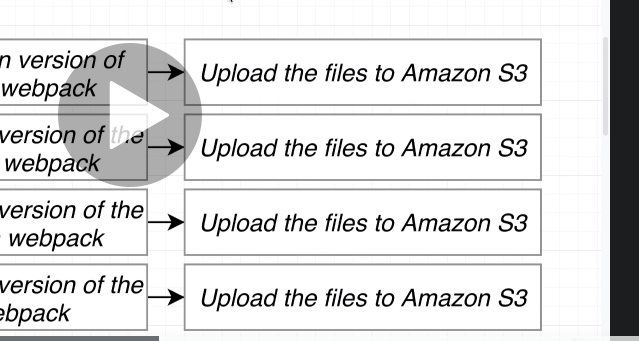 n version of
webpack
Upload the files to Amazon S3
version of the
webpack
Upload the files to Amazon S3
version of the
webpack
Upload the files to Amazon S3
version of the
ebpack
Upload the files to Amazon S3